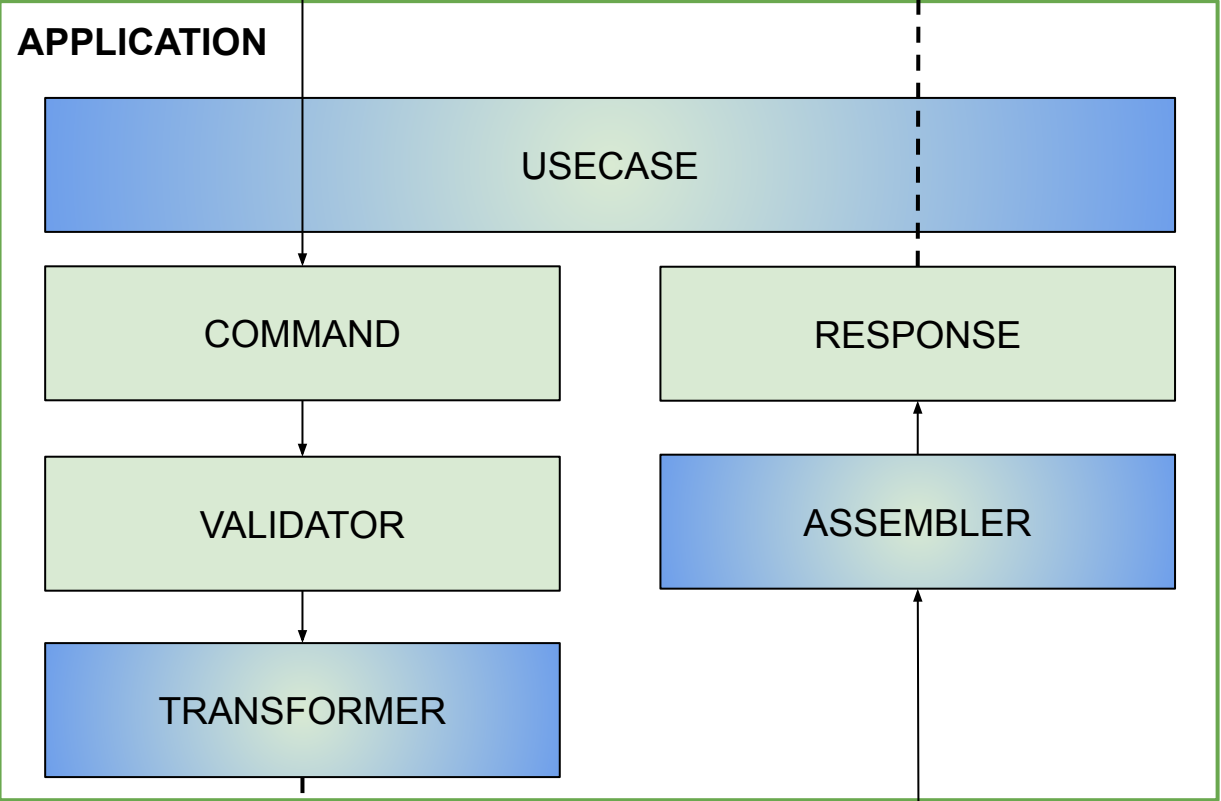 APPLICATION
USECASE
COMMAND
RESPONSE
VALIDATOR
ASSEMBLER
TRANSFORMER